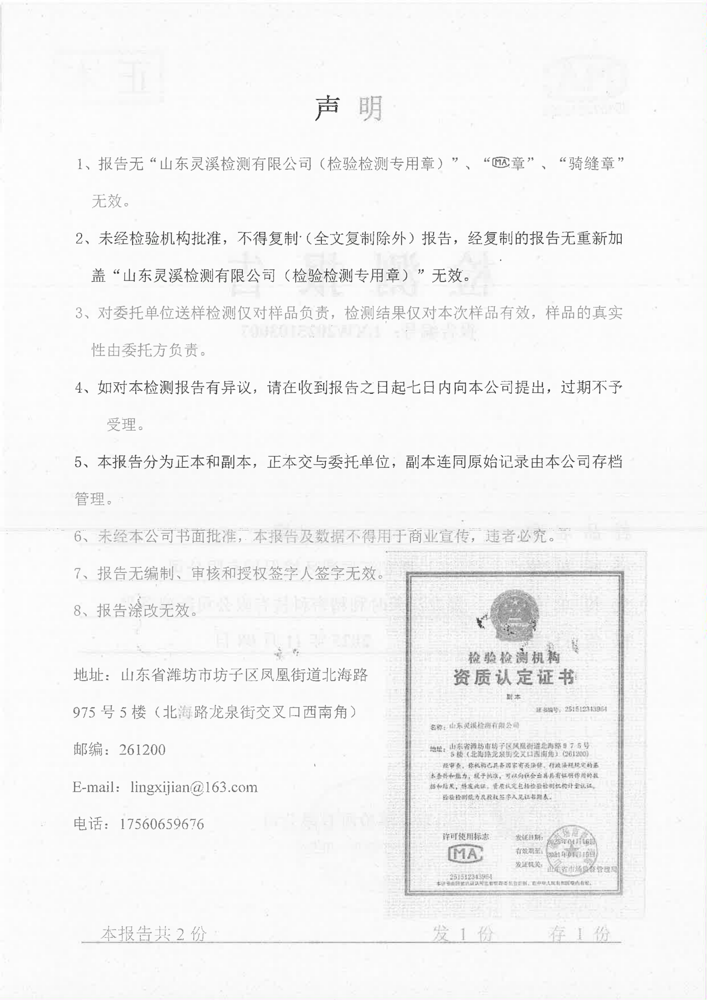 声 明
1、报告无“山东灵溪检测有限公司（检验检测专用章）”、“MA章”、“骑缝章”
无效。
2、未经检验机构批准，不得复制（全文复制除外）报告，经复制的报告无重新加
盖“山东灵溪检测有限公司（检验检测专用章）”无效。
3、对委托单位送样检测仅对样品负责，检测结果仅对本次样品有效，样品的真实
性由委托方负责。
4、如对本检测报告有异议，请在收到报告之日起七日内向本公司提出，过期不予
受理。
5、本报告分为正本和副本，正本交与委托单位，副本连同原始记录由本公司存档
管理。
6、未经本公司书面批准，本报告及数据不得用于商业宣传，违者必究。
7、报告无编制、审核和授权签字人签字无效。
8、报告涂改无效。
地址：山东省潍坊市坊子区凤凰街道北海路
975 号 5 楼（北海路龙泉街交叉口西南角）
邮编：261200
E-mail：lingxijian@163.com
电话：17560659676
检验检测机构
资质认定证书
副本
证书编号：251512343964
名称：山东灵溪检测有限公司
地址：山东省潍坊市坊子区凤凰街道北海路９７５号
５楼（北海路龙泉街交叉口西南角）(261200)
经审查，你机构已具备国家有关法律、行政法规规定的基
本条件和能力，现予批准，可以向社会出具具有证明作用的数
据和结果，特发此证。资质认定包括检验检测机构计量认证。
检验检测能力及授权签字人见证书附表。
许可使用标志
MA
251512343964
发证日期：2025年04月16日
有效期至：
发证机关：山东省市场监督管理局
本报告共 2 份 发 1 份 存 1 份